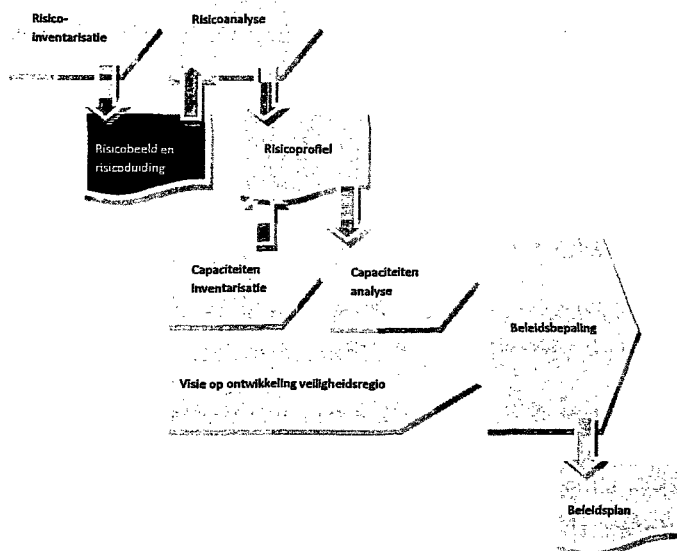 Risico-
inventarisatie
Risicoanalyse
Risicobeeld en
risicoduiding
Risicoprofiel
Capaciteiten
inventarisatie
Capaciteiten
analyse
Beleidsbepaling
Visie op ontwikkeling veiligheidsregio
Beleidsplan